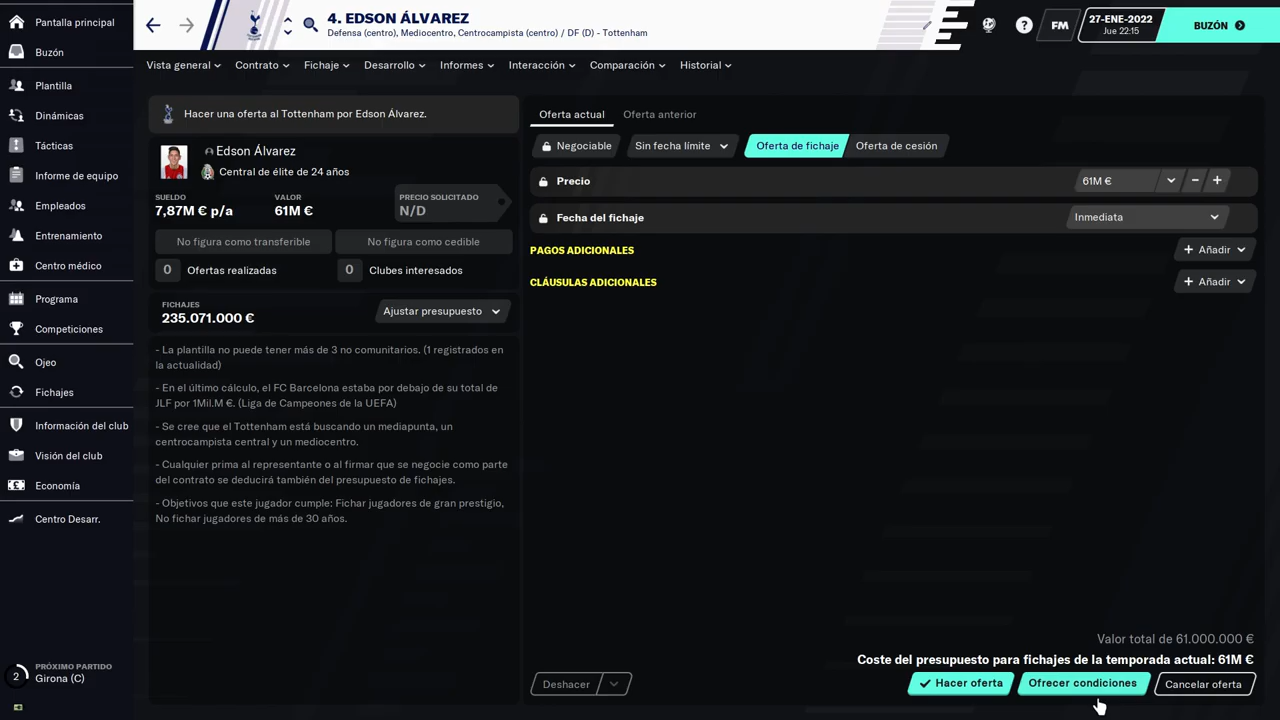 Pantalla principal
Buzón
Plantilla
Dinámicas
Tácticas
Informe de equipo
Empleados
Entrenamiento
Centro médico
Programa
Competiciones
Ojeo
Fichajes
Información del club
Visión del club
Economía
Centro Desarr.
2
PRÓXIMO PARTIDO
Girona (C)
4. EDSON ÁLVAREZ
Defensa (centro), Mediocentro, Centrocampista (centro) / DF (D) - Tottenham
?
FM
27-ENE-2022
Jue 22:15
BUZÓN
Vista general
Contrato
Fichaje
Desarrollo
Informes
Interacción
Comparación
Historial
Hacer una oferta al Tottenham por Edson Álvarez.
Edson Álvarez
Central de élite de 24 años
SUELDO
7,87M € p/a
VALOR
61M €
PRECIO SOLICITADO
N/D
No figura como transferible
No figura como cedible
0 Ofertas realizadas
0 Clubes interesados
FICHAJES
235.071.000 €
Ajustar presupuesto
- La plantilla no puede tener más de 3 no comunitarios. (1 registrados en
la actualidad)
- En el último cálculo, el FC Barcelona estaba por debajo de su total de
JLF por 1Mil.M €. (Liga de Campeones de la UEFA)
- Se cree que el Tottenham está buscando un mediapunta, un
centrocampista central y un mediocentro.
- Cualquier prima al representante o al firmar que se negocie como parte
del contrato se deducirá también del presupuesto de fichajes.
- Objetivos que este jugador cumple: Fichar jugadores de gran prestigio,
No fichar jugadores de más de 30 años.
Oferta actual
Oferta anterior
Negociable
Sin fecha límite
Oferta de fichaje
Oferta de cesión
Precio
61M €
- +
Fecha del fichaje
Inmediata
PAGOS ADICIONALES
+ Añadir
CLÁUSULAS ADICIONALES
+ Añadir
Valor total de 61.000.000 €
Coste del presupuesto para fichajes de la temporada actual: 61M €
Deshacer
Hacer oferta
Ofrecer condiciones
Cancelar oferta